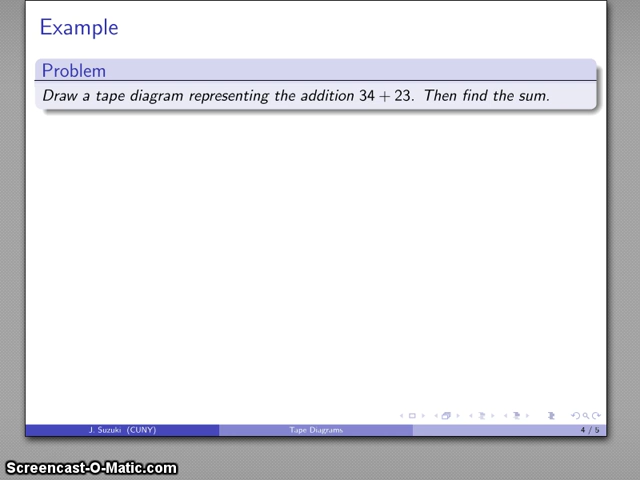 Example
Problem
Draw a tape diagram representing the addition 34 + 23. Then find the sum.
J. Suzuki (CUNY)
Tape Diagrams
4 / 5
Screencast-O-Matic.com